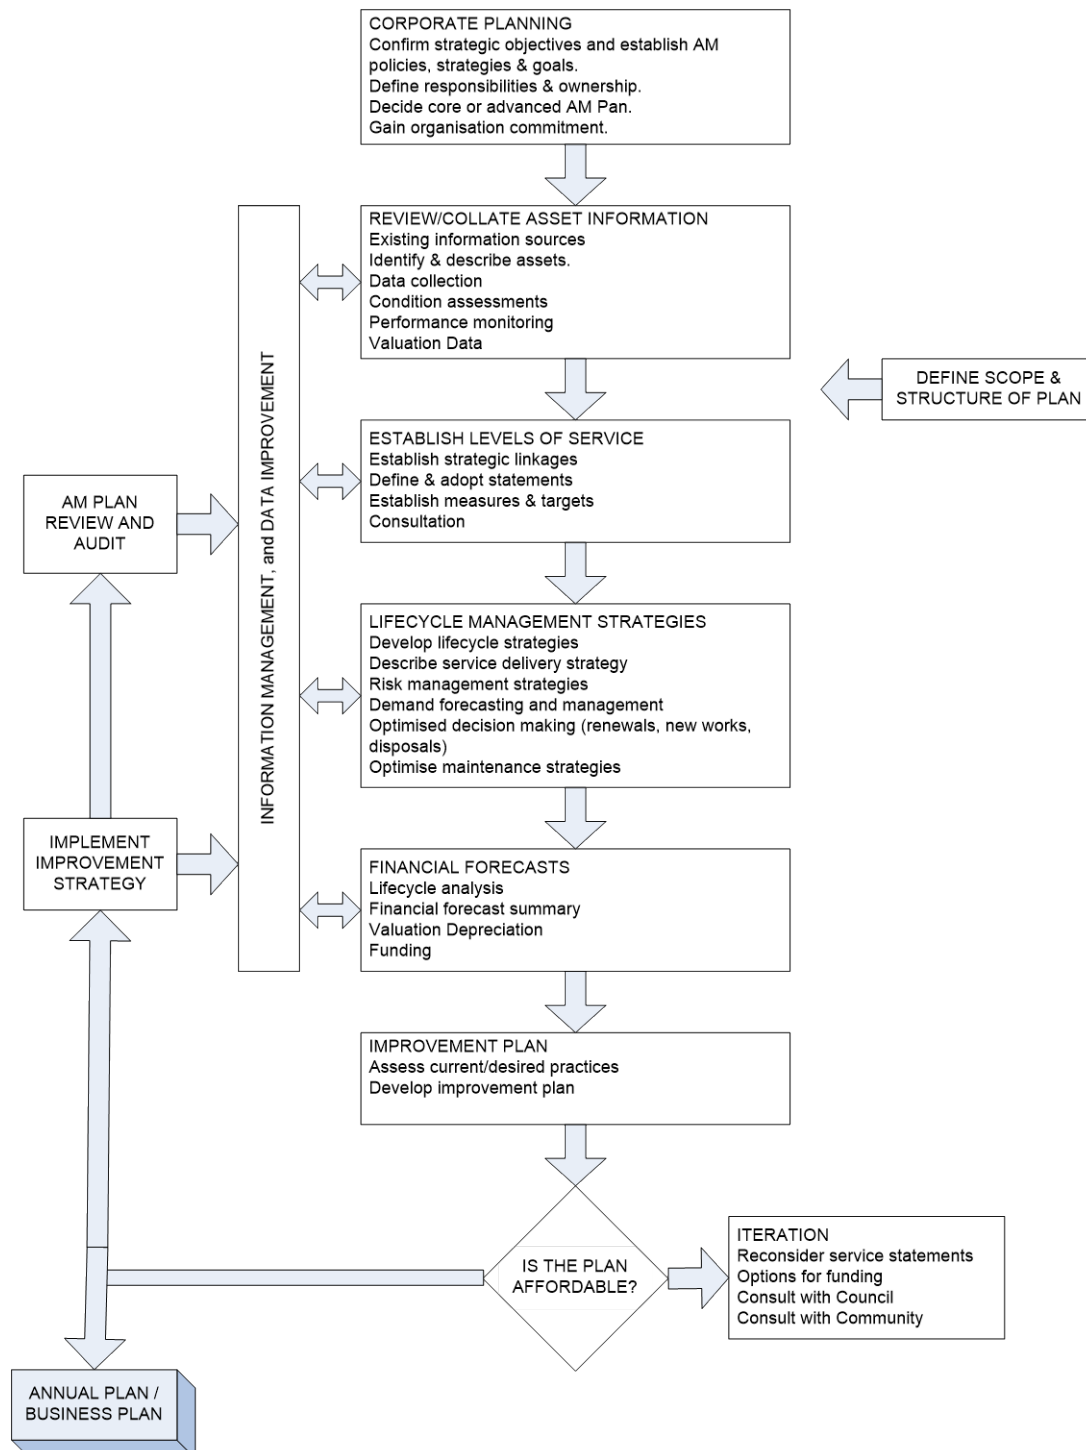 CORPORATE PLANNING
Confirm strategic objectives and establish AM
policies, strategies & goals.
Define responsibilities & ownership.
Decide core or advanced AM Pan.
Gain organisation commitment.
REVIEW/COLLATE ASSET INFORMATION
Existing information sources
Identify & describe assets.
Data collection
Condition assessments
Performance monitoring
Valuation Data
INFORMATION MANAGEMENT, and DATA IMPROVEMENT
DEFINE SCOPE &
STRUCTURE OF PLAN
ESTABLISH LEVELS OF SERVICE
Establish strategic linkages
Define & adopt statements
Establish measures & targets
Consultation
AM PLAN
REVIEW AND
AUDIT
LIFECYCLE MANAGEMENT STRATEGIES
Develop lifecycle strategies
Describe service delivery strategy
Risk management strategies
Demand forecasting and management
Optimised decision making (renewals, new works,
disposals)
Optimise maintenance strategies
IMPLEMENT
IMPROVEMENT
STRATEGY
FINANCIAL FORECASTS
Lifecycle analysis
Financial forecast summary
Valuation Depreciation
Funding
IMPROVEMENT PLAN
Assess current/desired practices
Develop improvement plan
IS THE PLAN
AFFORDABLE?
ITERATION
Reconsider service statements
Options for funding
Consult with Council
Consult with Community
ANNUAL PLAN /
BUSINESS PLAN